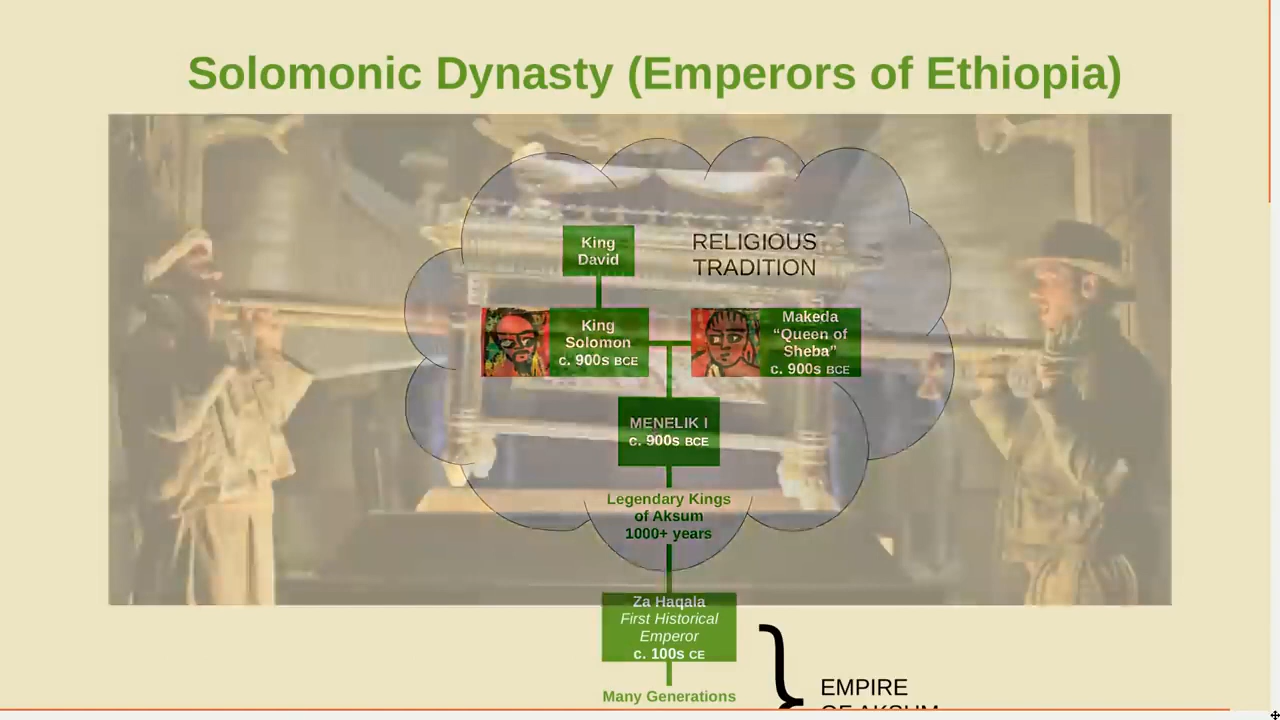 Solomonic Dynasty (Emperors of Ethiopia)
King
David
RELIGIOUS
TRADITION
King
Solomon
c. 900s BCE
Makeda
“Queen of
Sheba”
c. 900s BCE
MENELIK I
c. 900s BCE
Legendary Kings
of Aksum
1000+ years
Za Haqala
First Historical
Emperor
c. 100s CE
Many Generations
EMPIRE
OF AKSUM